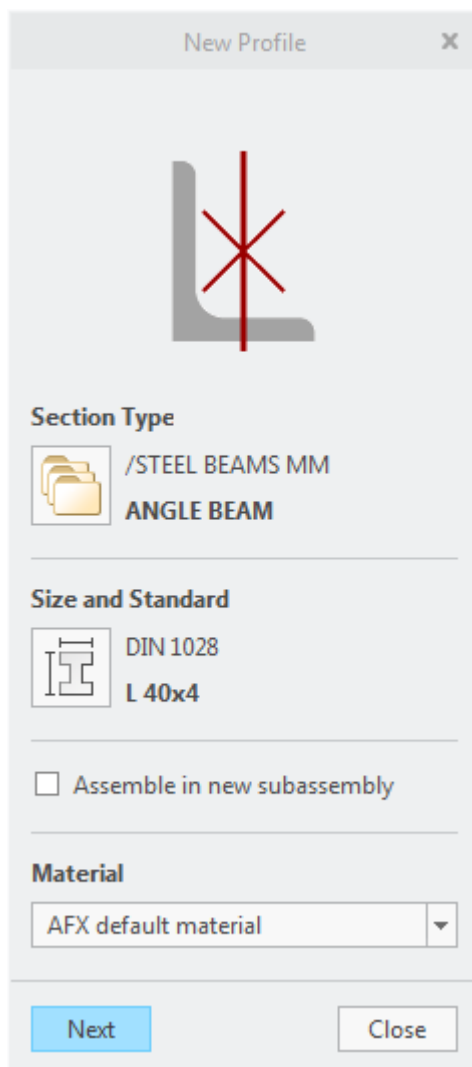 New Profile
Section Type
/STEEL BEAMS MM
ANGLE BEAM
Size and Standard
DIN 1028
L 40x4
Assemble in new subassembly
Material
AFX default material
Next
Close